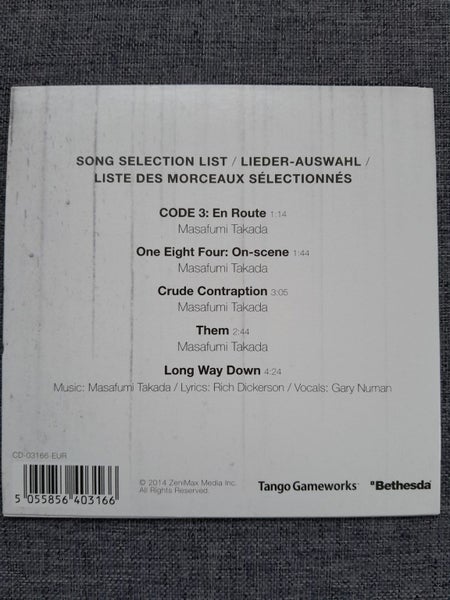 SONG SELECTION LIST / LIEDER-AUSWAHL /
LISTE DES MORCEAUX SÉLECTIONNÉS
CODE 3: En Route 1:14
Masafumi Takada
One Eight Four: On-scene 1:44
Masafumi Takada
Crude Contraption 3:05
Masafumi Takada
Them 2:44
Masafumi Takada
Long Way Down 4:24
Music: Masafumi Takada / Lyrics: Rich Dickerson / Vocals: Gary Numan
CD-03166-EUR
5 055856 403166
© 2014 ZeniMax Media Inc.
All Rights Reserved.
Tango Gameworks
Bethesda